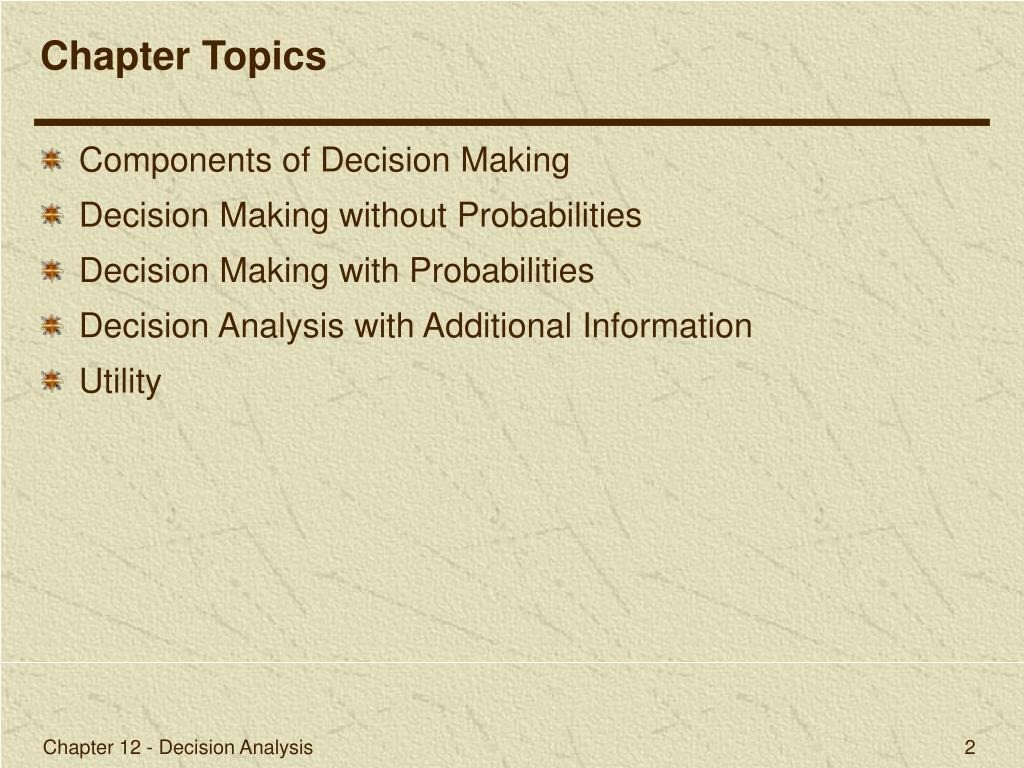 Chapter Topics
Components of Decision Making
Decision Making without Probabilities
Decision Making with Probabilities
Decision Analysis with Additional Information
Utility
Chapter 12 - Decision Analysis
2